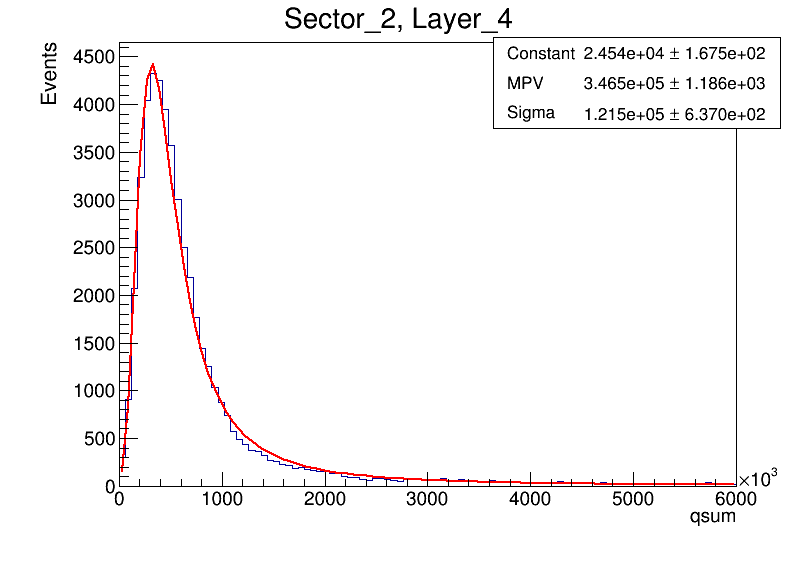 Sector_2, Layer_4
Constant 2.454e+04 ± 1.675e+02
MPV 3.465e+05 ± 1.186e+03
Sigma 1.215e+05 ± 6.370e+02
Events
4500
4000
3500
3000
2500
2000
1500
1000
500
0
0 1000 2000 3000 4000 5000 6000
×10³
qsum